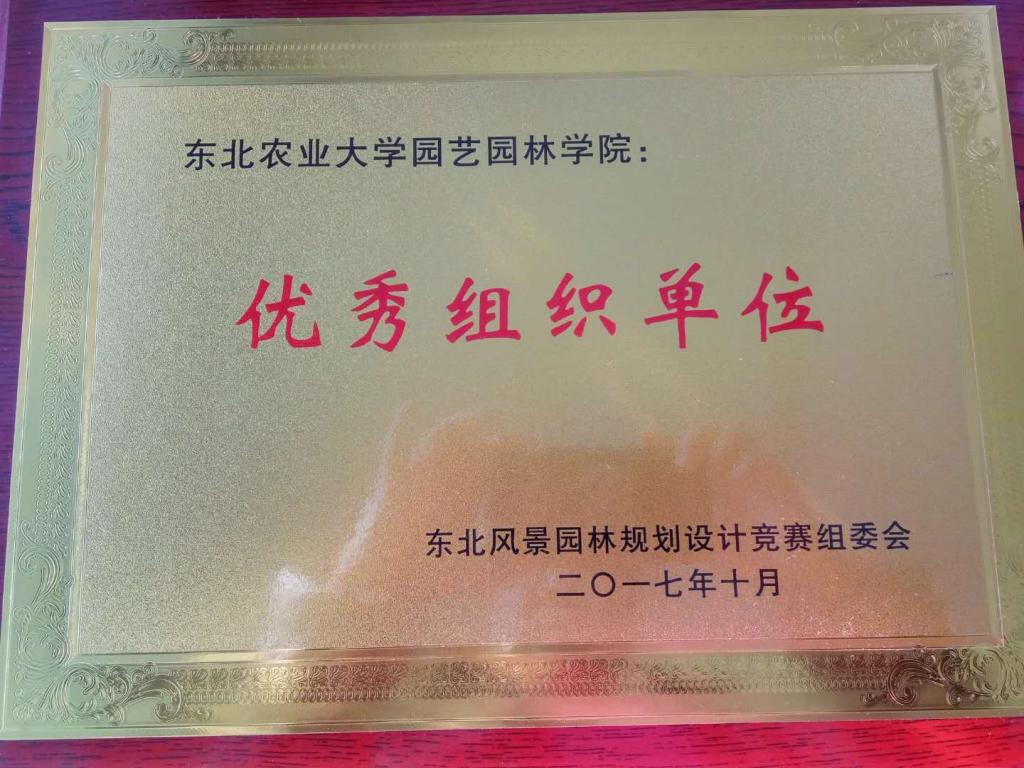 东北农业大学园艺园林学院：
优秀组织单位
东北风景园林规划设计竞赛组委会
二〇一七年十月